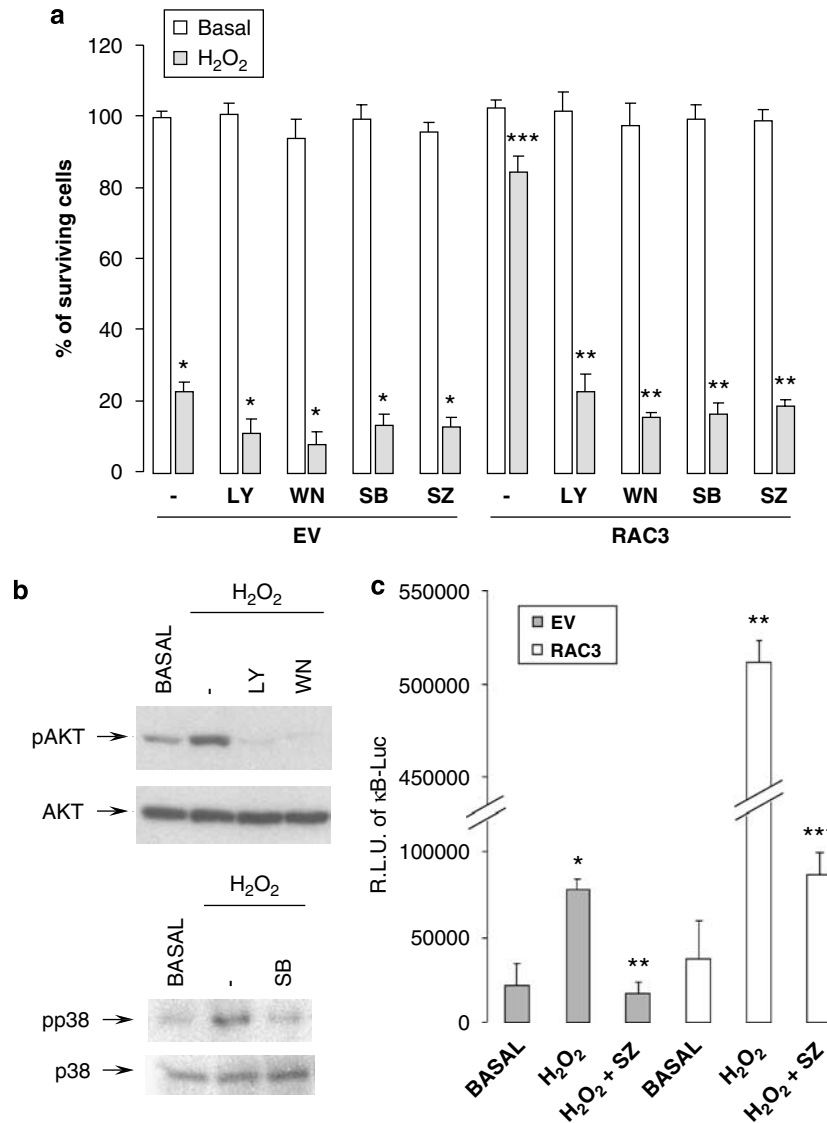 a
Basal
H₂O₂
120
100
80
60
40
20
0
% of surviving cells
* * * * * *** ** ** ** **
- LY WN SB SZ - LY WN SB SZ
EV RAC3
b
H₂O₂
BASAL - LY WN
pAKT
AKT
H₂O₂
BASAL - SB
pp38
p38
c
550000
500000
450000
100000
50000
0
R.L.U. of κB-Luc
EV
RAC3
* ** ** ***
BASAL H₂O₂ H₂O₂ + SZ BASAL H₂O₂ H₂O₂ + SZ